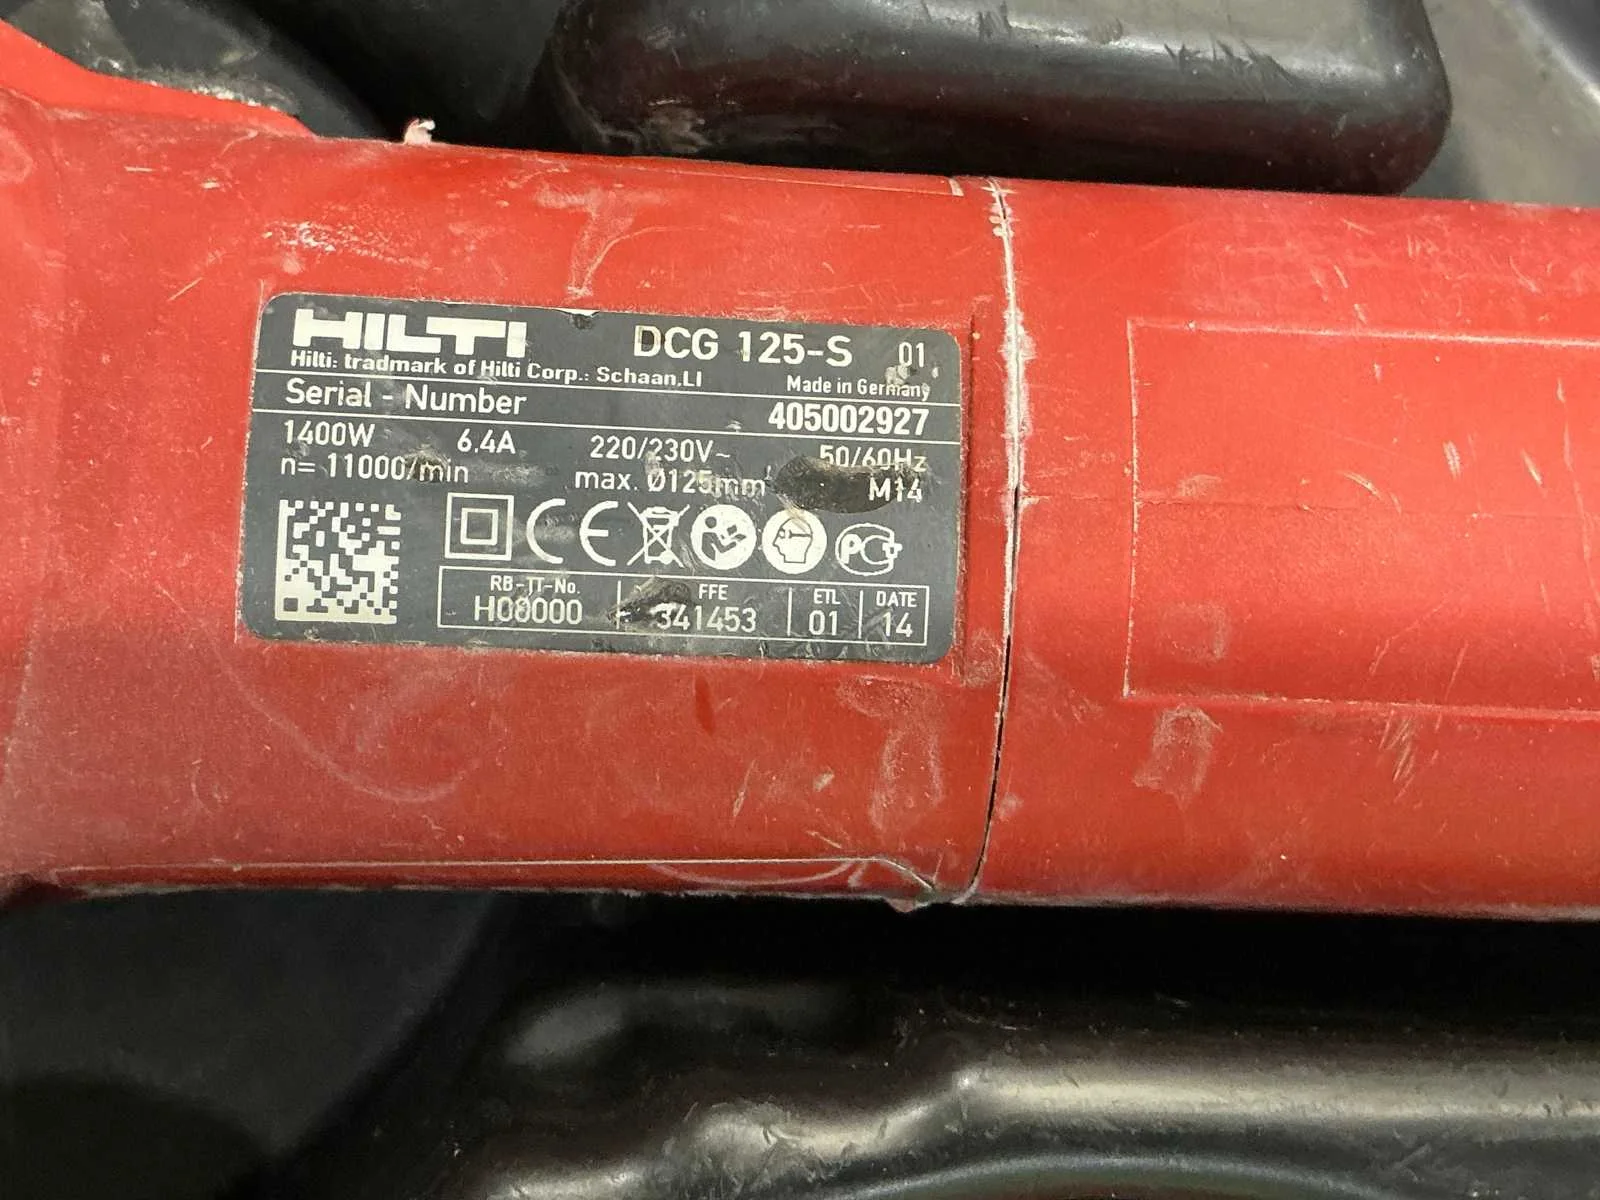 HILTI DCG 125-S 01
Hilti: tradmark of Hilti Corp.: Schaan,LI Made in Germany
Serial - Number 405002927
1400W 6.4A 220/230V~ 50/60Hz
n= 11000/min max. Ø125mm M14
CE
RB-TT-No. FFE ETL DATE
H00000 341453 01 14